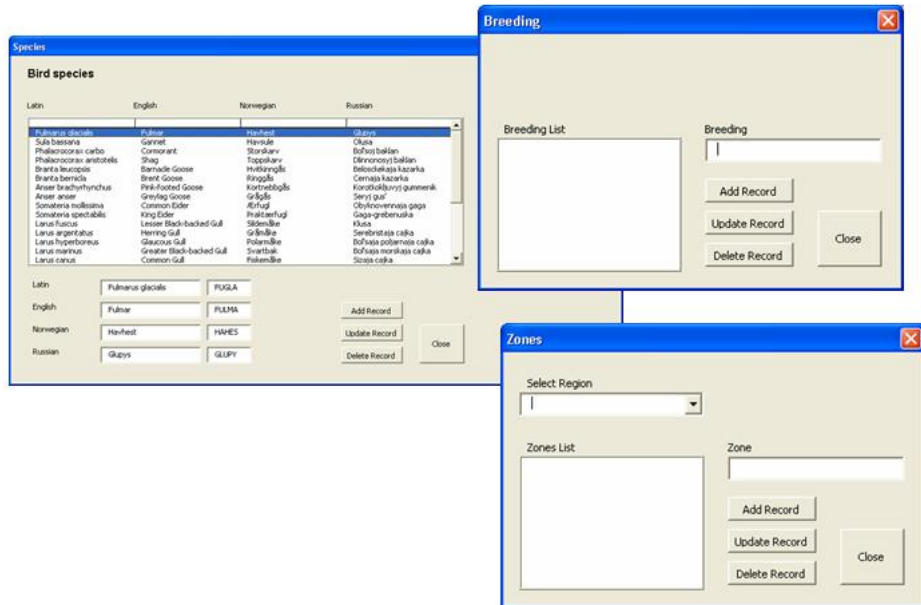 Species
Bird species
Latin English Norwegian Russian
Fulmarus glacialis Fulmar Havhest Glupys
Sula bassana Gannet Havsule Olusa
Phalacrocorax carbo Cormorant Storskarv Bol'soj baklan
Phalacrocorax aristotelis Shag Toppskarv Dlinnonosyj baklan
Branta leucopsis Barnacle Goose Hvitkinngås Belosckekaja kazarka
Branta bernicla Brent Goose Ringgås Cernaja kazarka
Anser brachyrhynchus Pink-footed Goose Kortnebbgås Korotkokljuvyj gummenik
Anser anser Greylag Goose Grågås Seryj gus'
Somateria mollissima Common Eider Ærfugl Obyknovennaja gaga
Somateria spectabilis King Eider Praktærfugl Gaga-grebenuska
Larus fuscus Lesser Black-backed Gull Sildemåke Klusa
Larus argentatus Herring Gull Gråmåke Serebristaja cajka
Larus hyperboreus Glaucous Gull Polarmåke Bol'saja poljarnaja cajka
Larus marinus Greater Black-backed Gull Svartbak Bol'saja morskaja cajka
Larus canus Common Gull Fiskemåke Sizaja cajka
Latin Fulmarus glacialis FUGLA
English Fulmar FULMA
Norwegian Havhest HAHES
Russian Glupys GLUPY
Add Record
Update Record
Delete Record
Close
Breeding
Breeding List
Breeding
Add Record
Update Record
Delete Record
Close
Zones
Select Region
Zones List
Zone
Add Record
Update Record
Delete Record
Close